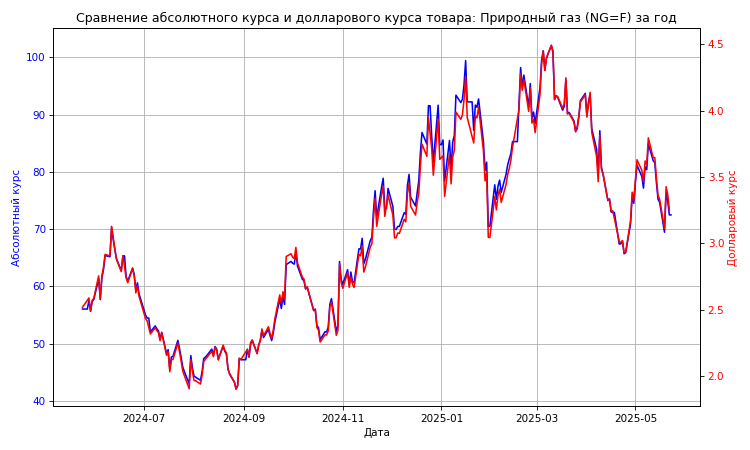 Сравнение абсолютного курса и долларового курса товара: Природный газ (NG=F) за год
Абсолютный курс
100
90
80
70
60
50
40
4.5
4.0
3.5
3.0
2.5
2.0
Долларовый курс
2024-07 2024-09 2024-11 2025-01 2025-03 2025-05
Дата